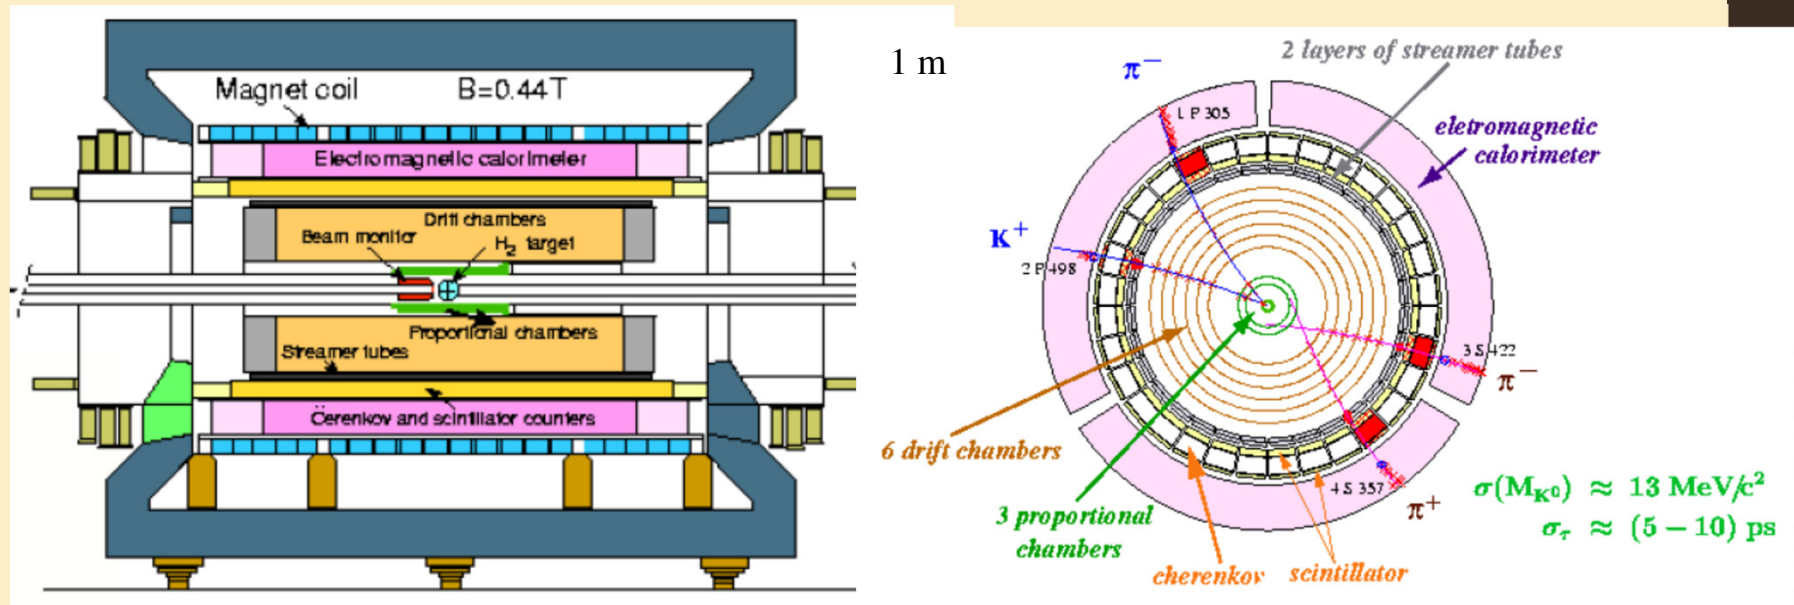 Magnet coil B=0.44T
Electromagnetic calorimeter
Drift chambers
Beam monitor
H2 target
Proportional chambers
Streamer tubes
Čerenkov and scintillator counters
1 m
2 layers of streamer tubes
π−
1 P 305
eletromagnetic
calorimeter
K+
2 P 498
3 S 422
π−
6 drift chambers
4 S 357
π+
3 proportional
chambers
cherenkov
scintillator
σ(MK0) ≈ 13 MeV/c²
στ ≈ (5 − 10) ps